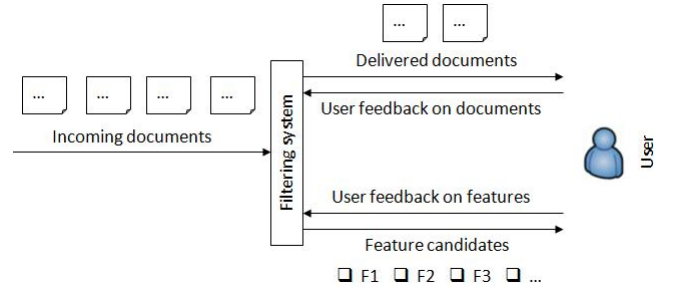 ... ...
Delivered documents
... ... ... ...
User feedback on documents
Incoming documents
Filtering system
User
User feedback on features
Feature candidates
❑ F1 ❑ F2 ❑ F3 ❑ ...